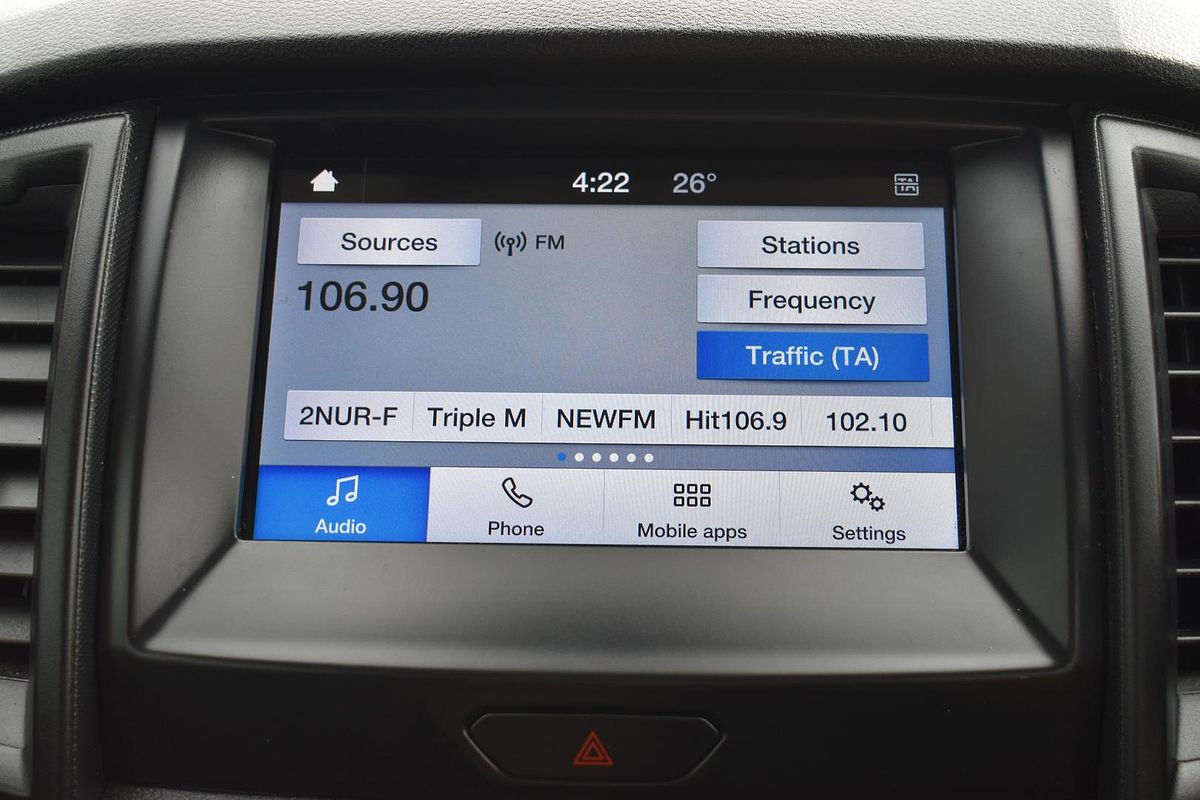 4:22 26° TA
Sources FM Stations
106.90 Frequency
Traffic (TA)
2NUR-F Triple M NEWFM Hit106.9 102.10
Audio Phone Mobile apps Settings